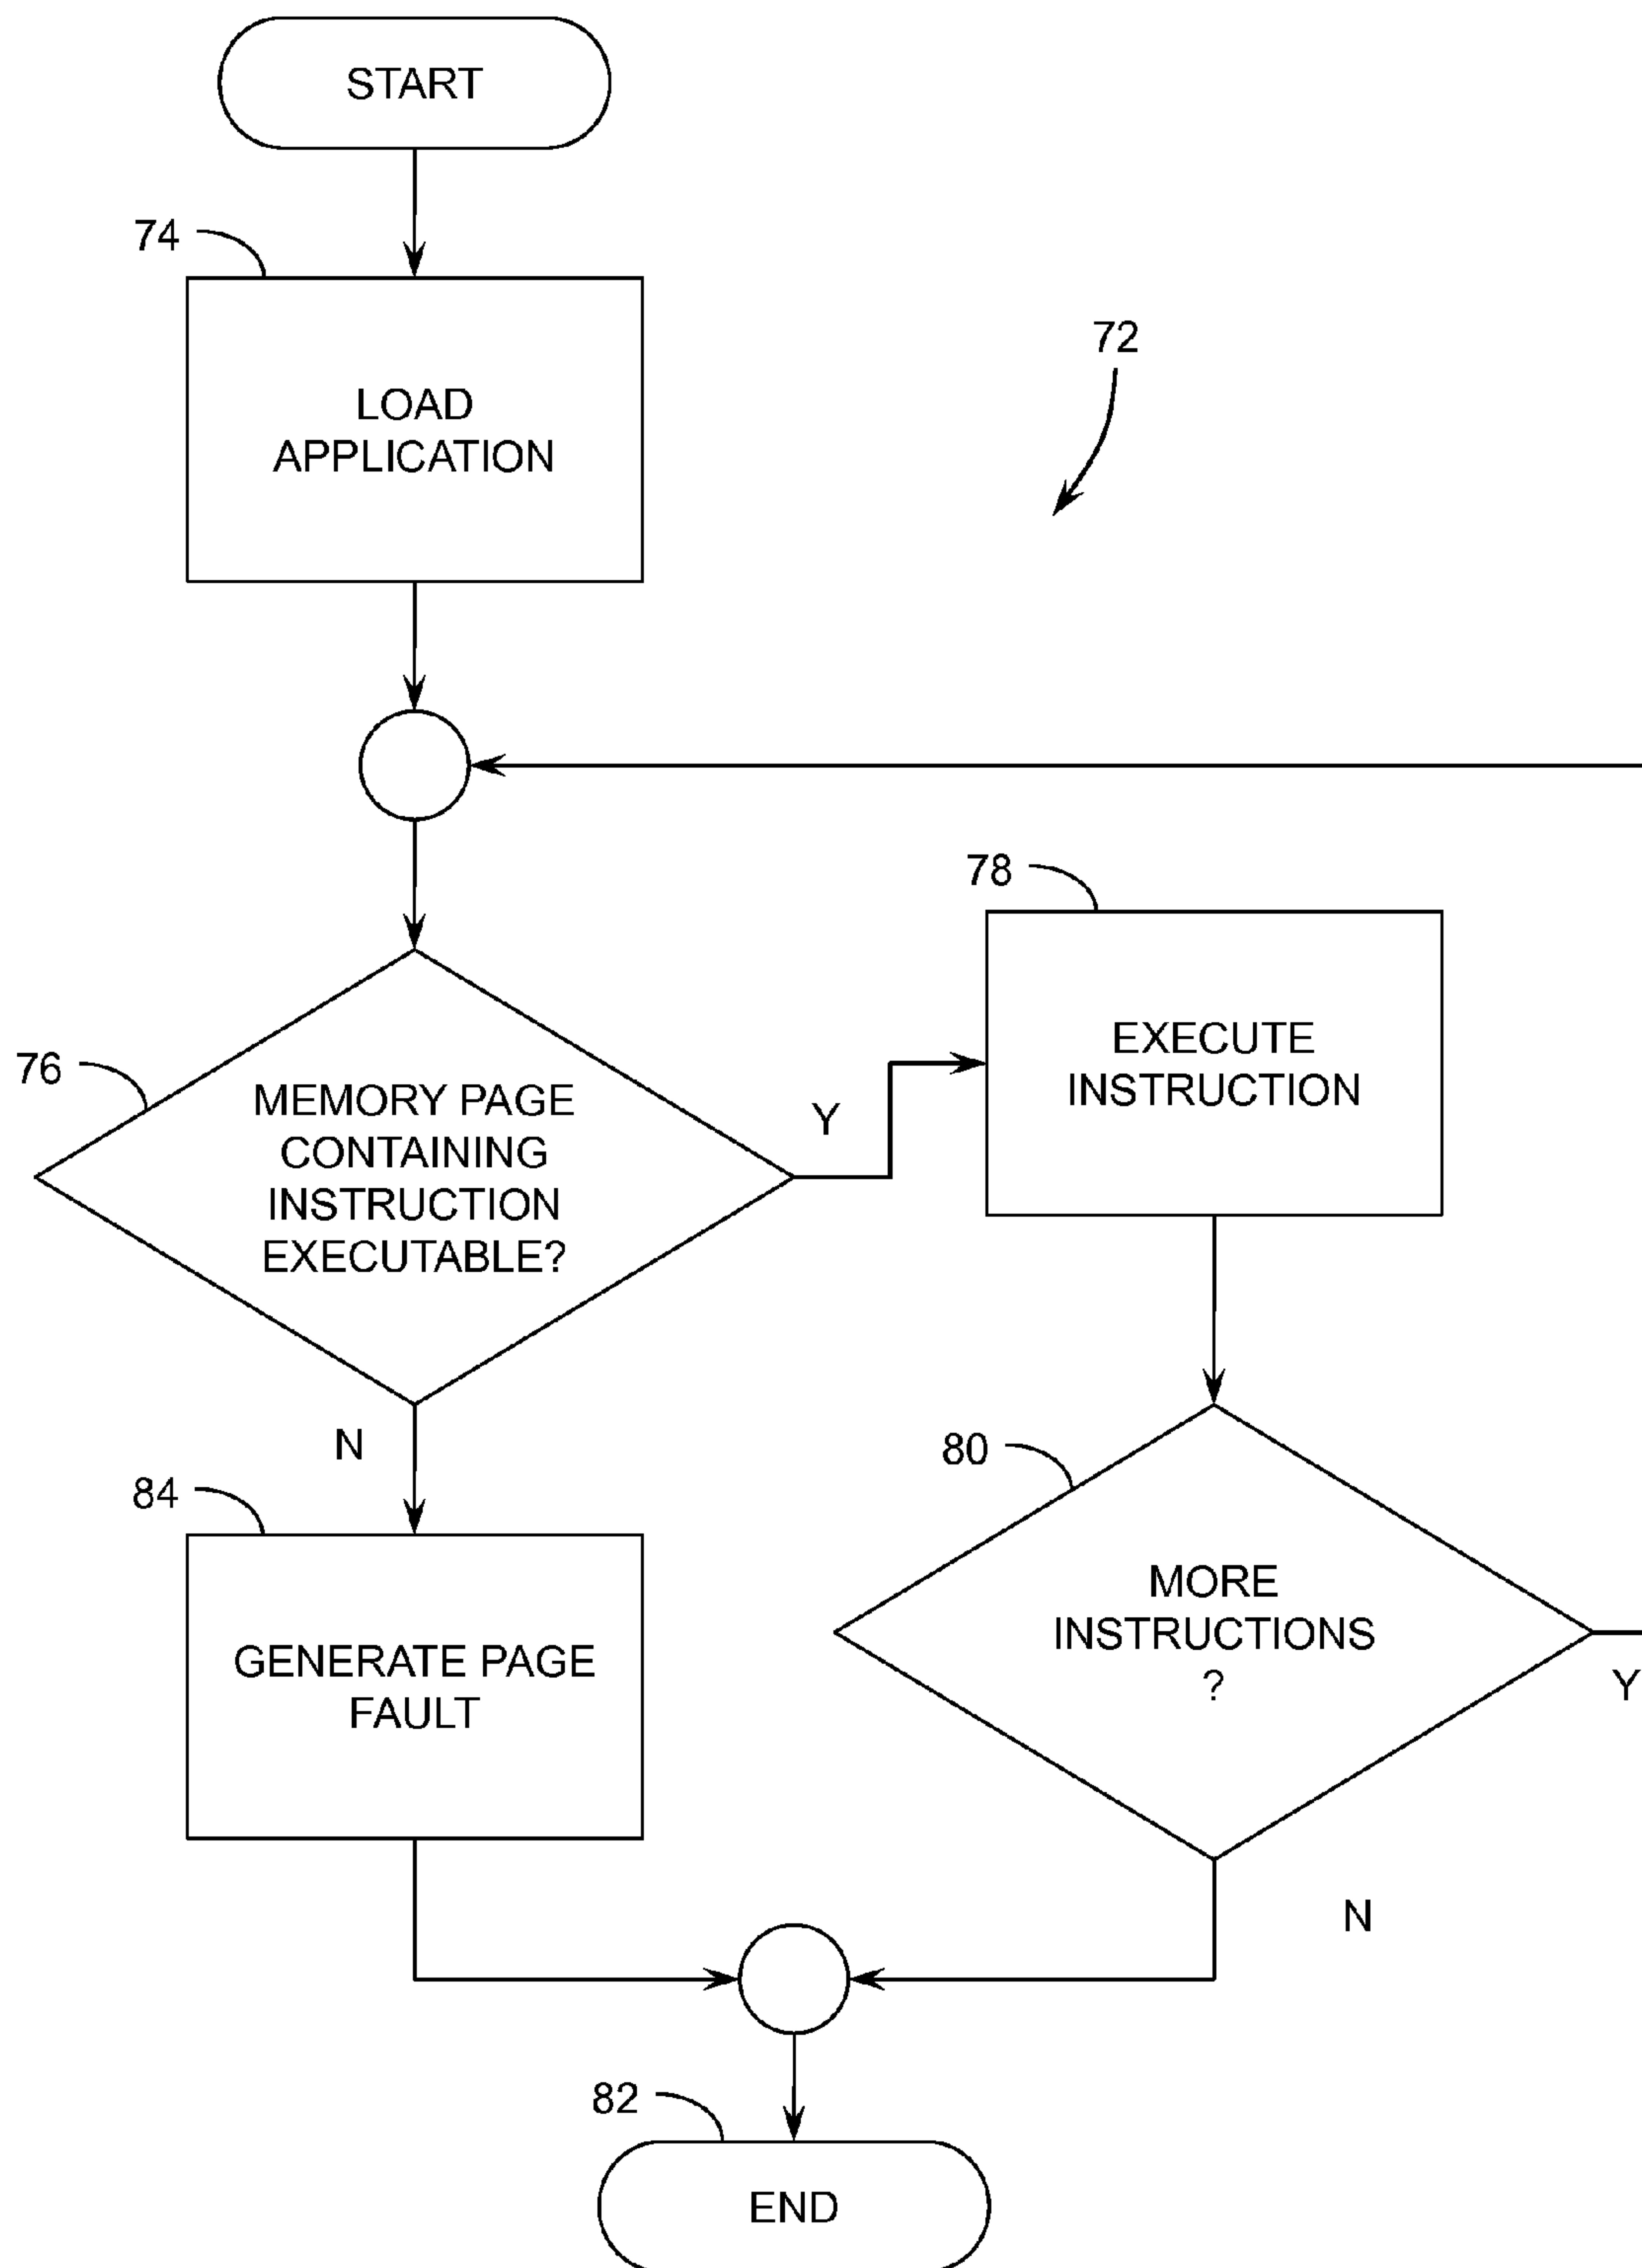 START
74
LOAD
APPLICATION
72
78
EXECUTE
INSTRUCTION
76
MEMORY PAGE
CONTAINING
INSTRUCTION
EXECUTABLE?
Y
N
80
MORE
INSTRUCTIONS
?
Y
84
GENERATE PAGE
FAULT
N
82
END